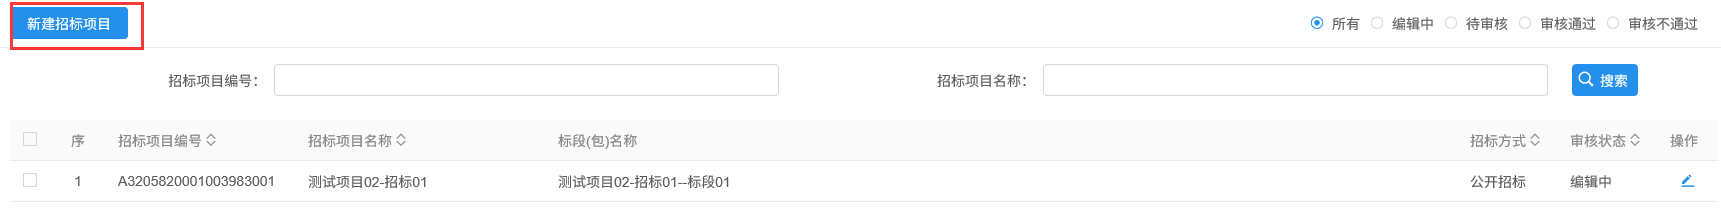 新建招标项目 所有 编辑中 待审核 审核通过 审核不通过
招标项目编号： 招标项目名称： 搜索
序 招标项目编号 招标项目名称 标段(包)名称 招标方式 审核状态 操作
1 A3205820001003983001 测试项目02-招标01 测试项目02-招标01--标段01 公开招标 编辑中